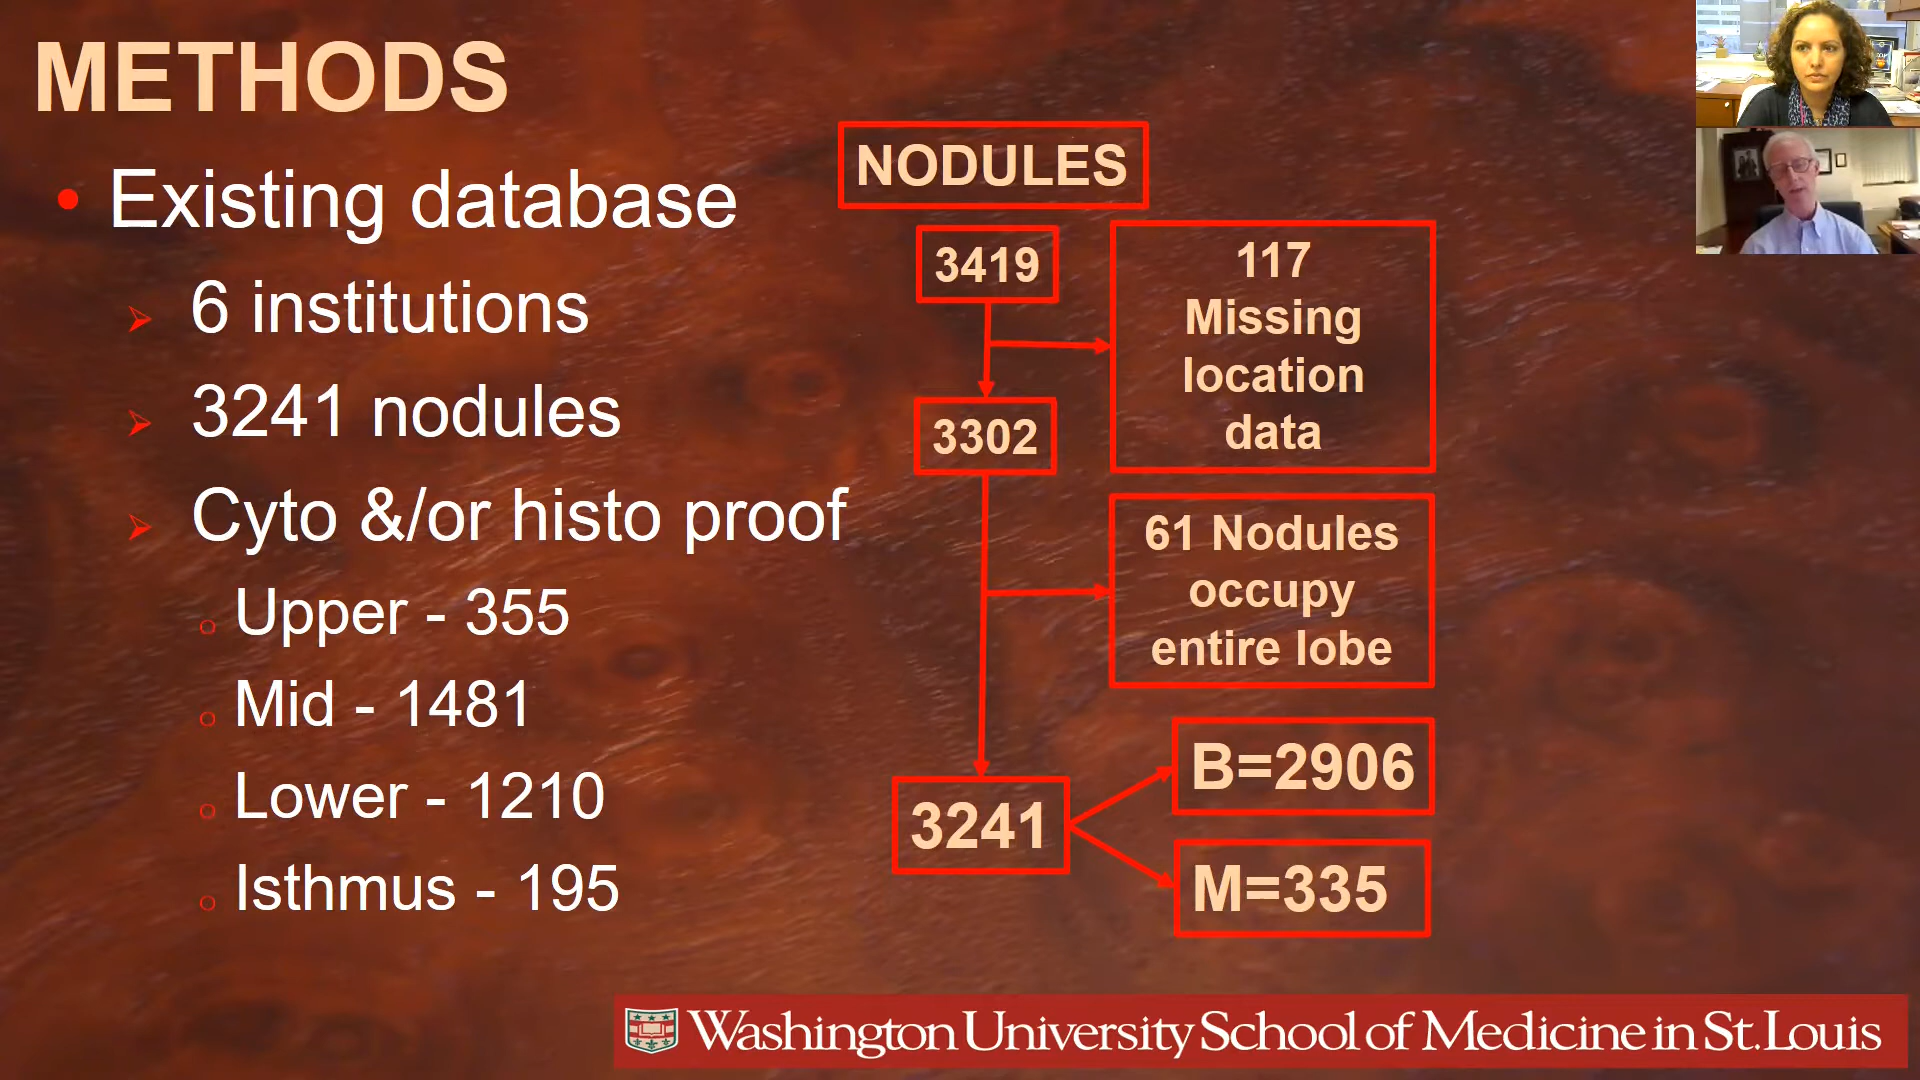 METHODS
Existing database
6 institutions
3241 nodules
Cyto &/or histo proof
Upper - 355
Mid - 1481
Lower - 1210
Isthmus - 195
NODULES
3419
117
Missing
location
data
3302
61 Nodules
occupy
entire lobe
3241
B=2906
M=335
Washington University School of Medicine in St. Louis